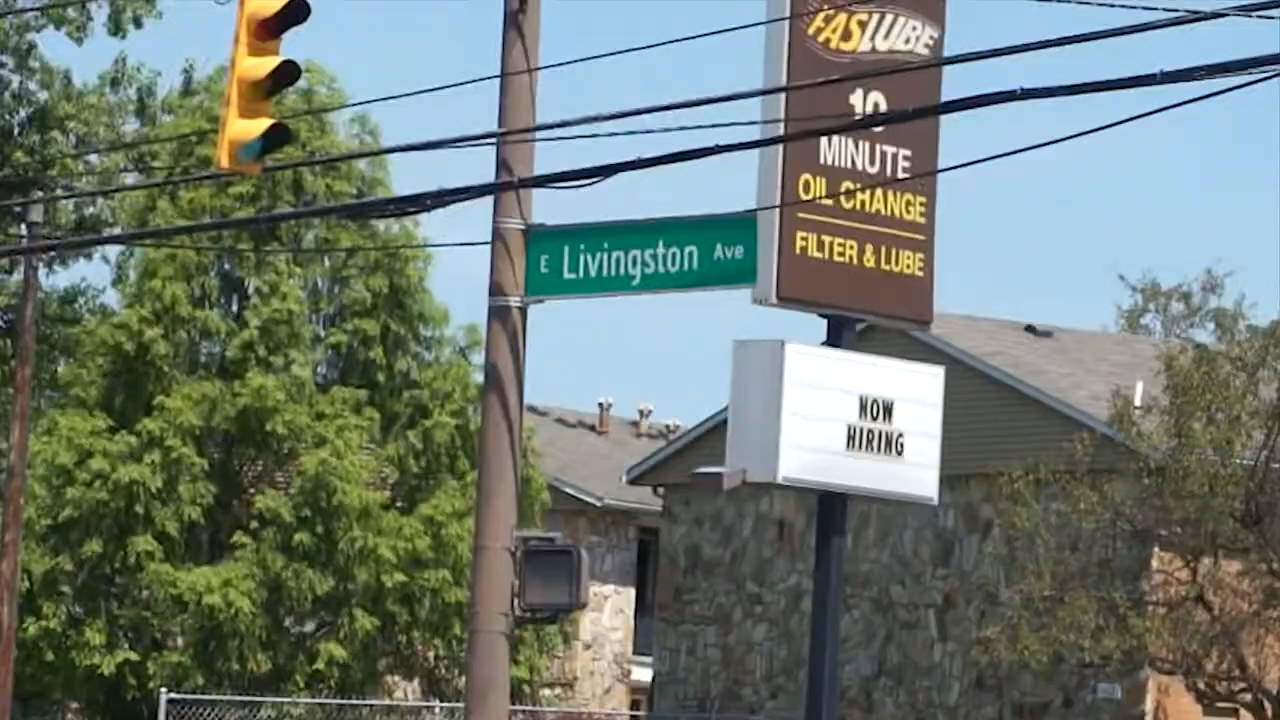 FASLUBE
10
MINUTE
OIL CHANGE
FILTER & LUBE
E Livingston Ave
NOW
HIRING